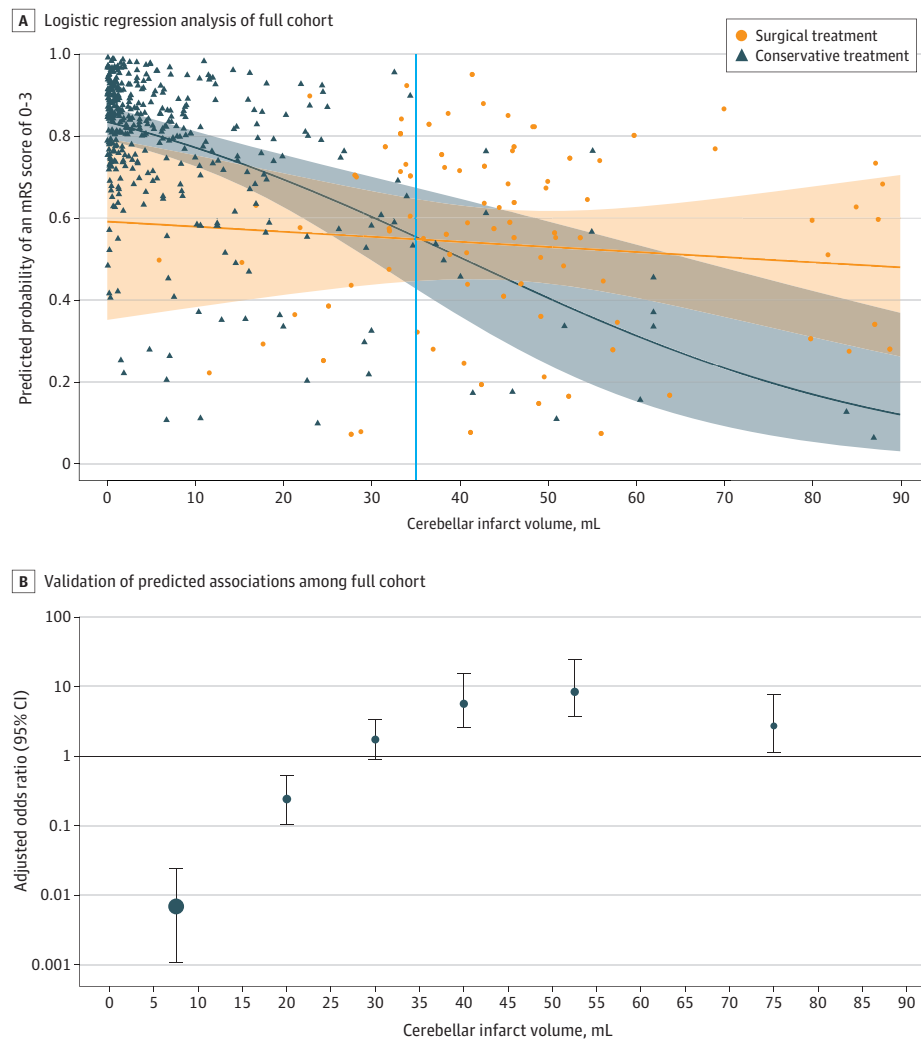 A Logistic regression analysis of full cohort
Surgical treatment
Conservative treatment
Predicted probability of an mRS score of 0-3
1.0
0.8
0.6
0.4
0.2
0
0 10 20 30 40 50 60 70 80 90
Cerebellar infarct volume, mL
B Validation of predicted associations among full cohort
Adjusted odds ratio (95% CI)
100
10
1
0.1
0.01
0.001
0 5 10 15 20 25 30 35 40 45 50 55 60 65 70 75 80 85 90
Cerebellar infarct volume, mL